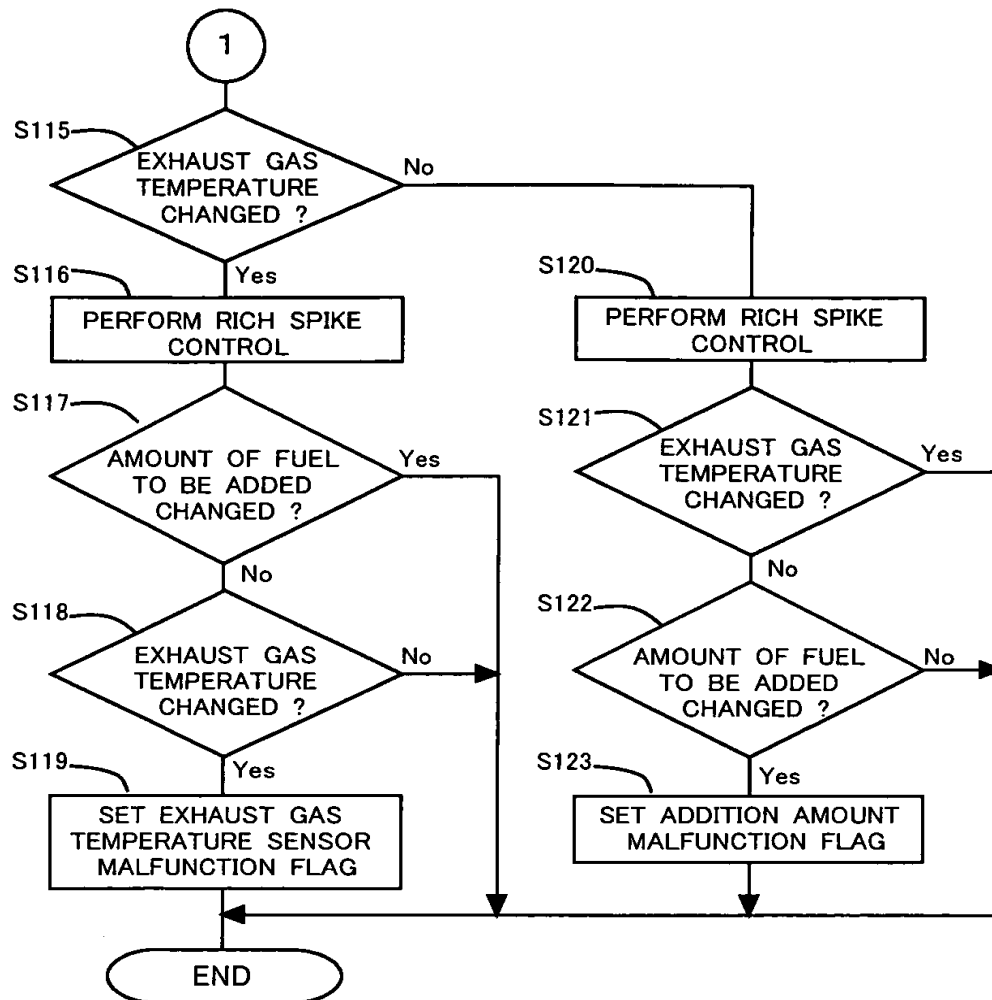 1
S115
EXHAUST GAS
TEMPERATURE
CHANGED ?
No
Yes
S116
PERFORM RICH SPIKE
CONTROL
S117
AMOUNT OF FUEL
TO BE ADDED
CHANGED ?
Yes
No
S118
EXHAUST GAS
TEMPERATURE
CHANGED ?
No
Yes
S119
SET EXHAUST GAS
TEMPERATURE SENSOR
MALFUNCTION FLAG
S120
PERFORM RICH SPIKE
CONTROL
S121
EXHAUST GAS
TEMPERATURE
CHANGED ?
Yes
No
S122
AMOUNT OF FUEL
TO BE ADDED
CHANGED ?
No
Yes
S123
SET ADDITION AMOUNT
MALFUNCTION FLAG
END